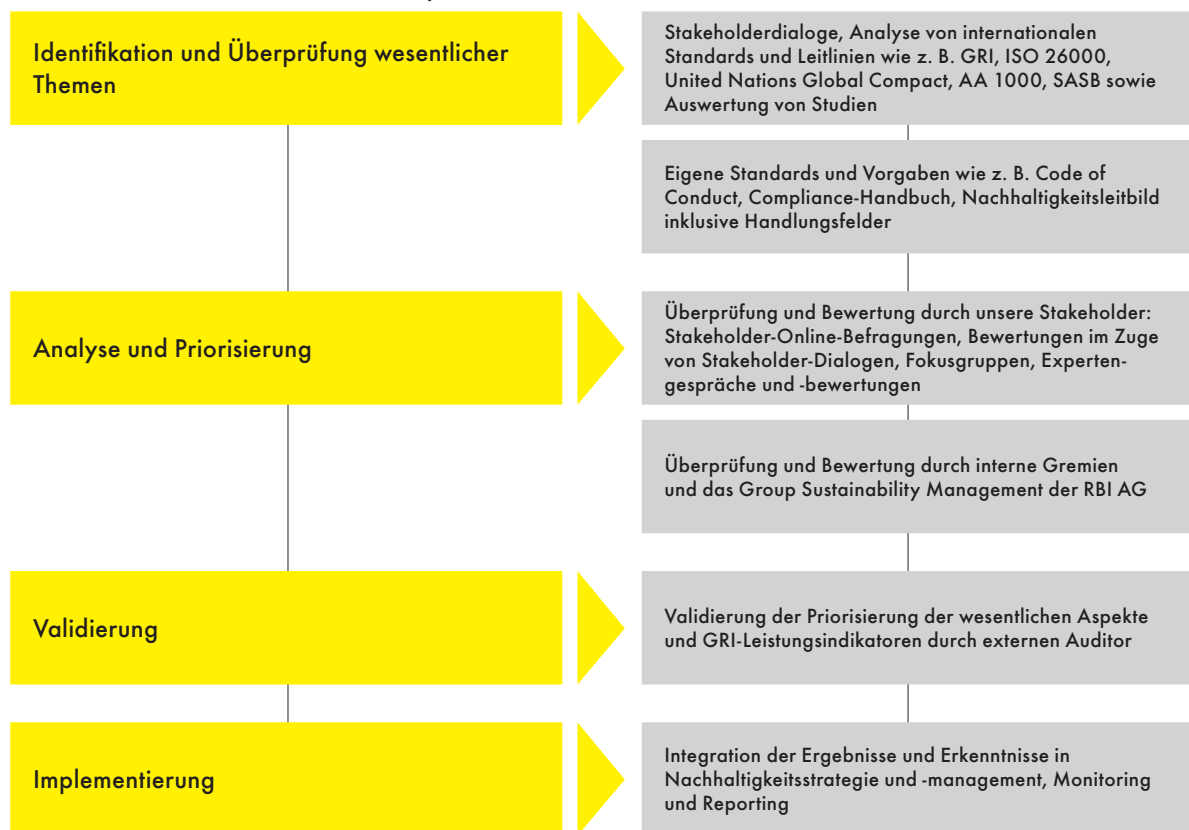 Identifikation und Überprüfung wesentlicher
Themen
Stakeholderdialoge, Analyse von internationalen
Standards und Leitlinien wie z. B. GRI, ISO 26000,
United Nations Global Compact, AA 1000, SASB sowie
Auswertung von Studien
Eigene Standards und Vorgaben wie z. B. Code of
Conduct, Compliance-Handbuch, Nachhaltigkeitsleitbild
inklusive Handlungsfelder
Analyse und Priorisierung
Überprüfung und Bewertung durch unsere Stakeholder:
Stakeholder-Online-Befragungen, Bewertungen im Zuge
von Stakeholder-Dialogen, Fokusgruppen, Experten-
gespräche und -bewertungen
Überprüfung und Bewertung durch interne Gremien
und das Group Sustainability Management der RBI AG
Validierung
Validierung der Priorisierung der wesentlichen Aspekte
und GRI-Leistungsindikatoren durch externen Auditor
Implementierung
Integration der Ergebnisse und Erkenntnisse in
Nachhaltigkeitsstrategie und -management, Monitoring
und Reporting